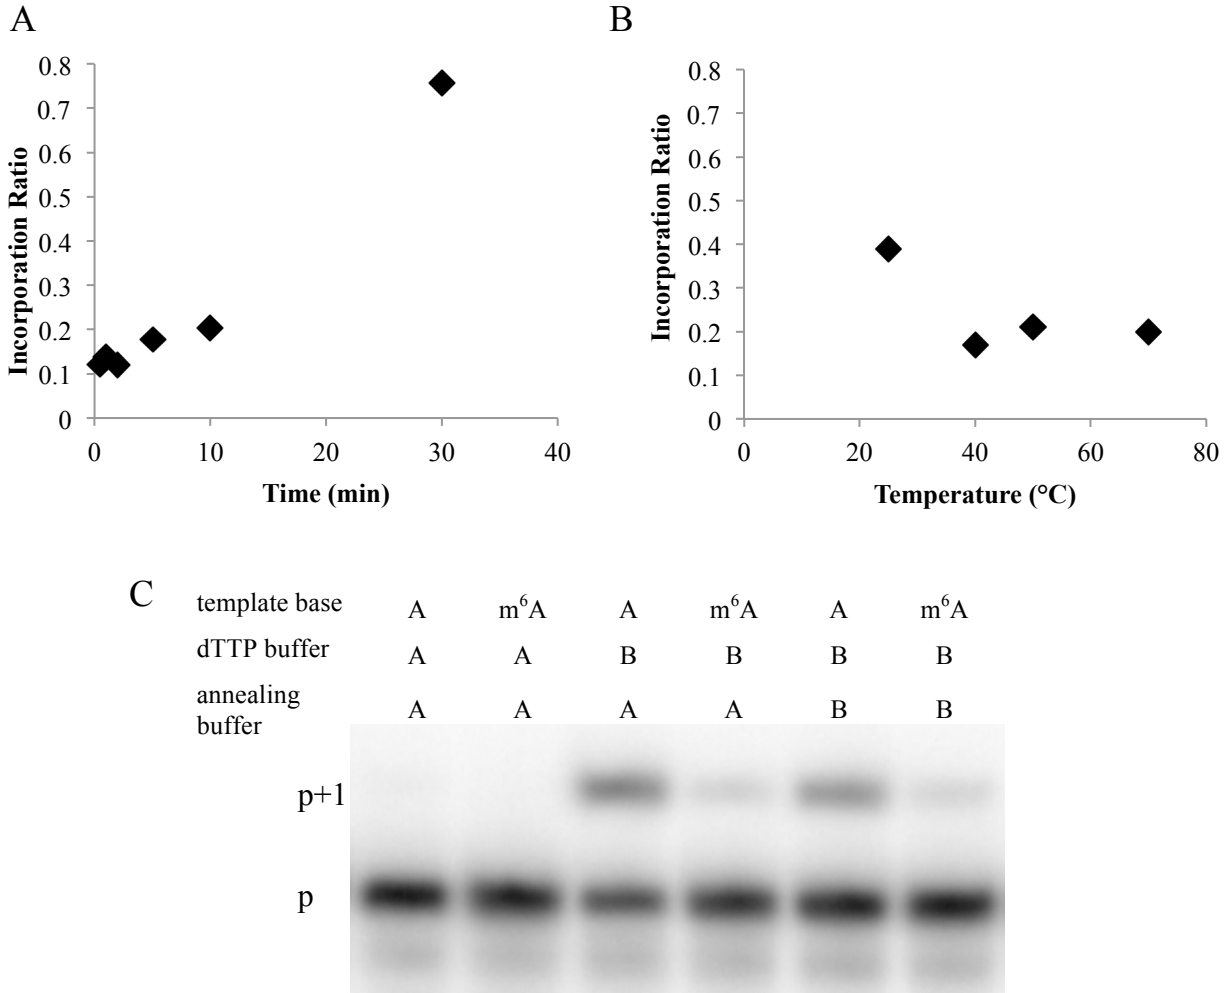 A
0.8
0.7
0.6
0.5
0.4
0.3
0.2
0.1
0
0 10 20 30 40
Incorporation Ratio
Time (min)
B
0.8
0.7
0.6
0.5
0.4
0.3
0.2
0.1
0
0 20 40 60 80
Incorporation Ratio
Temperature (°C)
C
template base A m⁶A A m⁶A A m⁶A
dTTP buffer A A B B B B
annealing
buffer A A A A B B
p+1
p